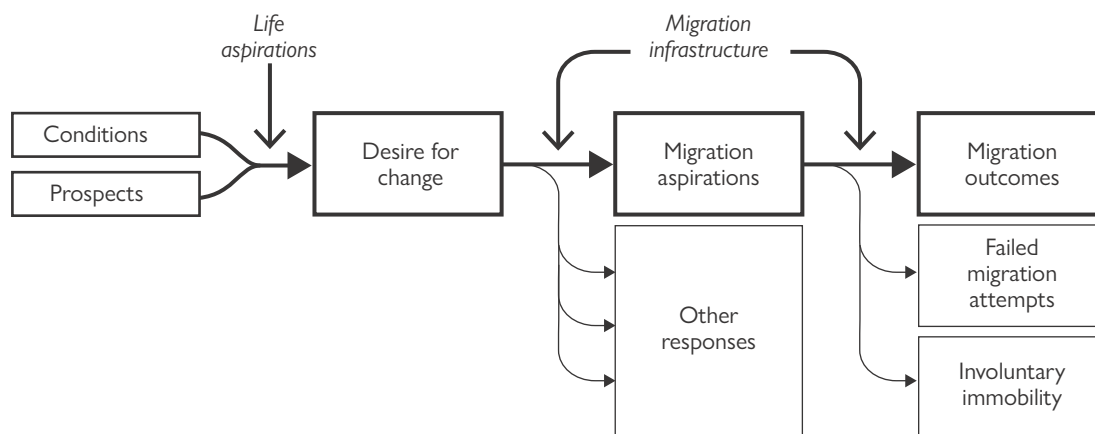 Life
aspirations
Migration
infrastructure
Conditions
Prospects
Desire for
change
Migration
aspirations
Migration
outcomes
Other
responses
Failed
migration
attempts
Involuntary
immobility